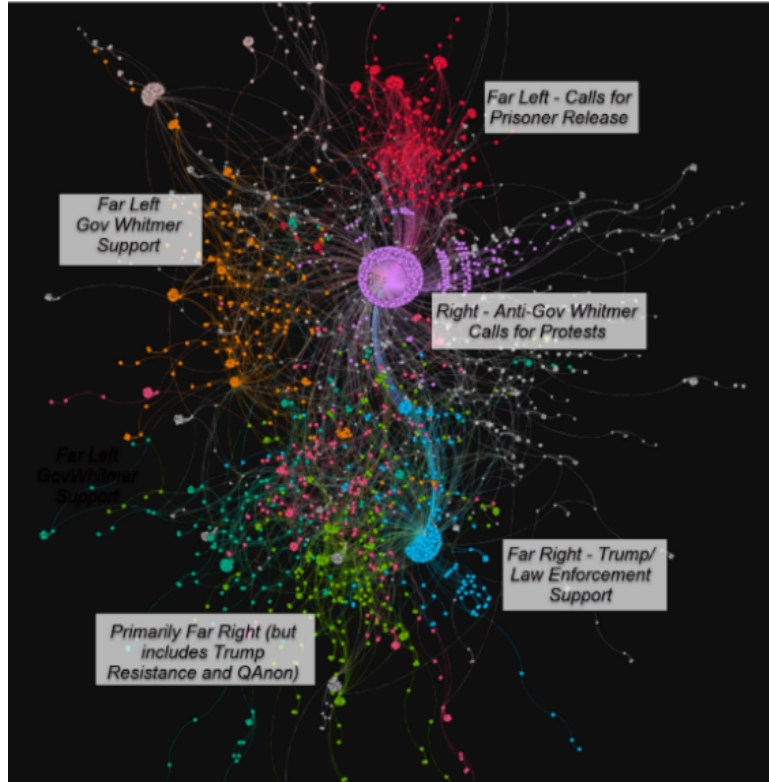 Far Left - Calls for
Prisoner Release
Far Left
Gov Whitmer
Support
Right - Anti-Gov Whitmer
Calls for Protests
Far Left
GovWhitmer
Support
Far Right - Trump/
Law Enforcement
Support
Primarily Far Right (but
includes Trump
Resistance and QAnon)